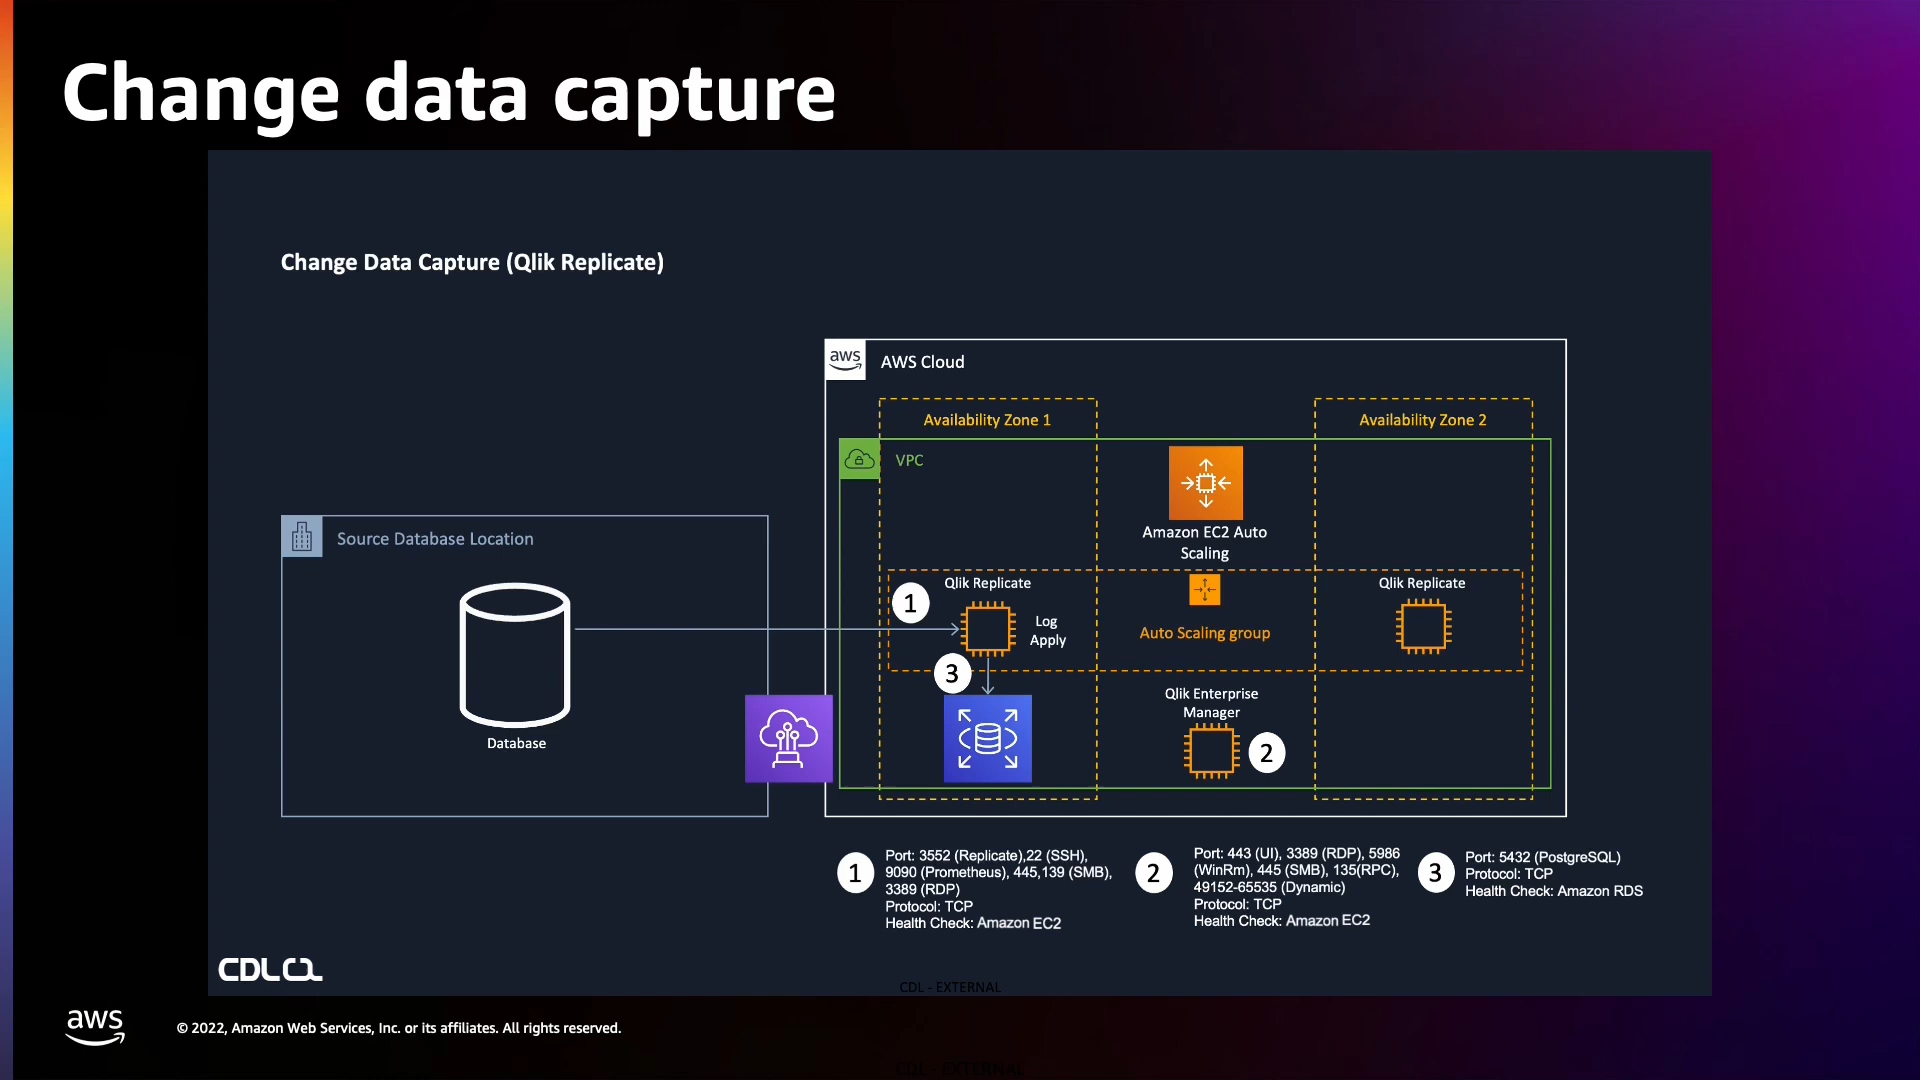 Change data capture
Change Data Capture (Qlik Replicate)
aws
AWS Cloud
Availability Zone 1
Availability Zone 2
VPC
Amazon EC2 Auto
Scaling
Source Database Location
Database
1
Qlik Replicate
Log
Apply
Auto Scaling group
Qlik Replicate
3
Qlik Enterprise
Manager
2
1
Port: 3552 (Replicate),22 (SSH),
9090 (Prometheus), 445,139 (SMB),
3389 (RDP)
Protocol: TCP
Health Check: Amazon EC2
2
Port: 443 (UI), 3389 (RDP), 5986
(WinRm), 445 (SMB), 135(RPC),
49152-65535 (Dynamic)
Protocol: TCP
Health Check: Amazon EC2
3
Port: 5432 (PostgreSQL)
Protocol: TCP
Health Check: Amazon RDS
CDL
CDL - EXTERNAL
aws
© 2022, Amazon Web Services, Inc. or its affiliates. All rights reserved.
CDL - EXTERNAL